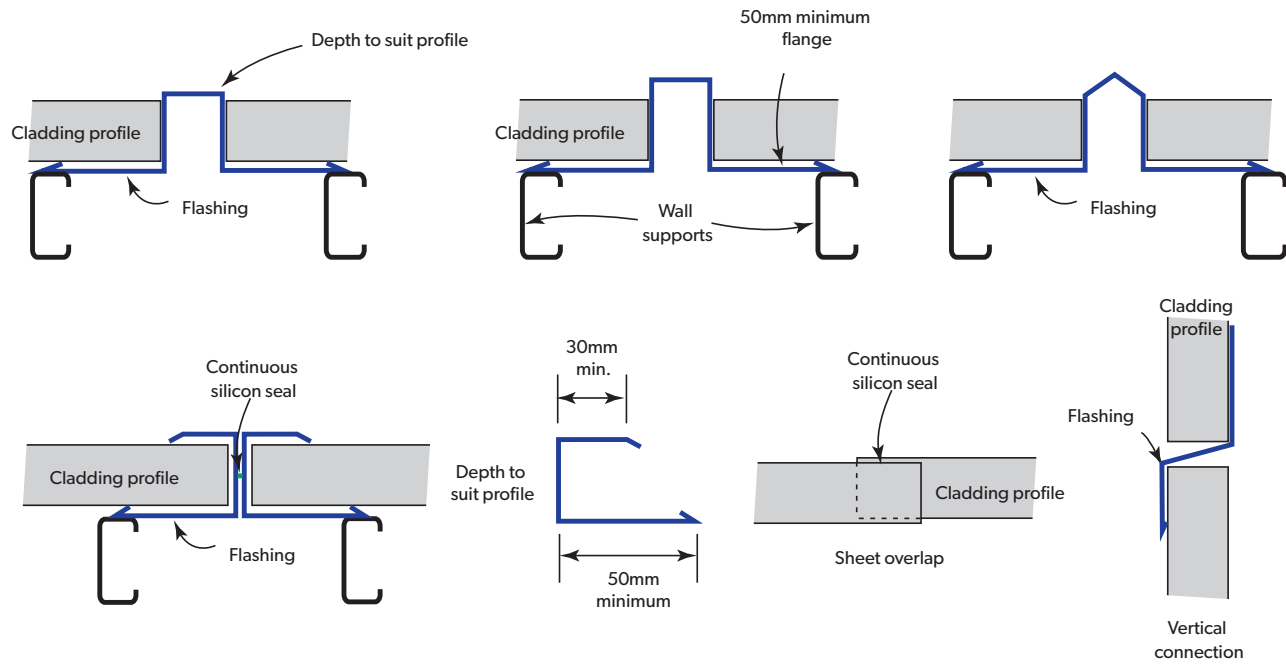 Depth to suit profile
Cladding profile
Flashing
50mm minimum
flange
Cladding profile
Wall
supports
Flashing
Continuous
silicon seal
Cladding profile
Flashing
30mm
min.
Depth to
suit profile
50mm
minimum
Continuous
silicon seal
Cladding profile
Sheet overlap
Cladding
profile
Flashing
Vertical
connection